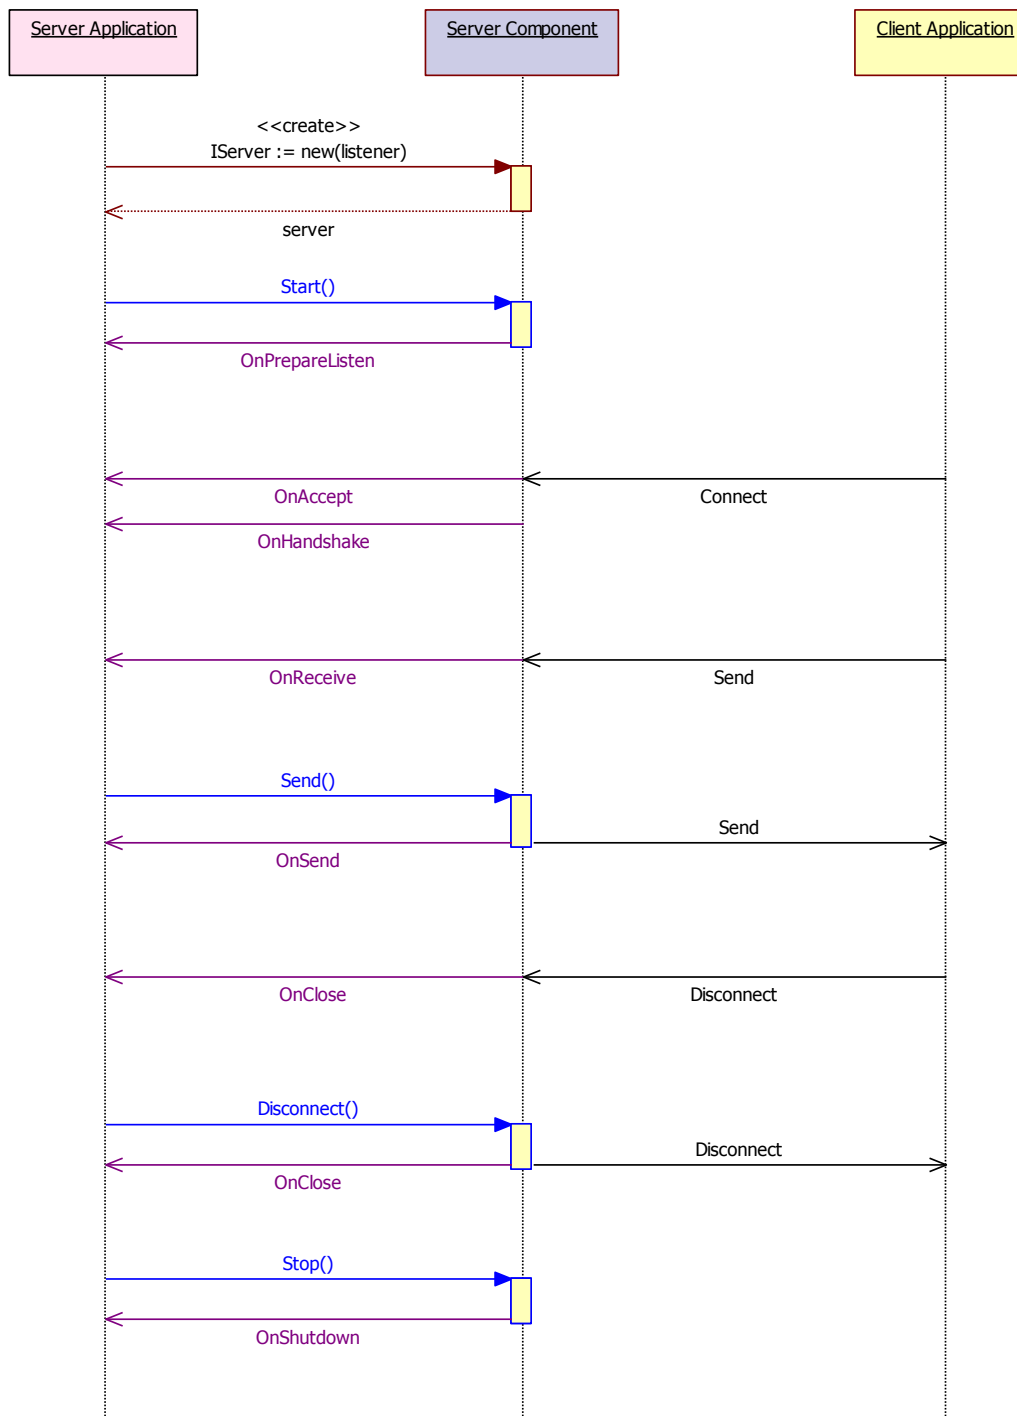 Server Application
Server Component
Client Application
<<create>>
IServer := new(listener)
server
Start()
OnPrepareListen
OnAccept
Connect
OnHandshake
OnReceive
Send
Send()
Send
OnSend
OnClose
Disconnect
Disconnect()
Disconnect
OnClose
Stop()
OnShutdown